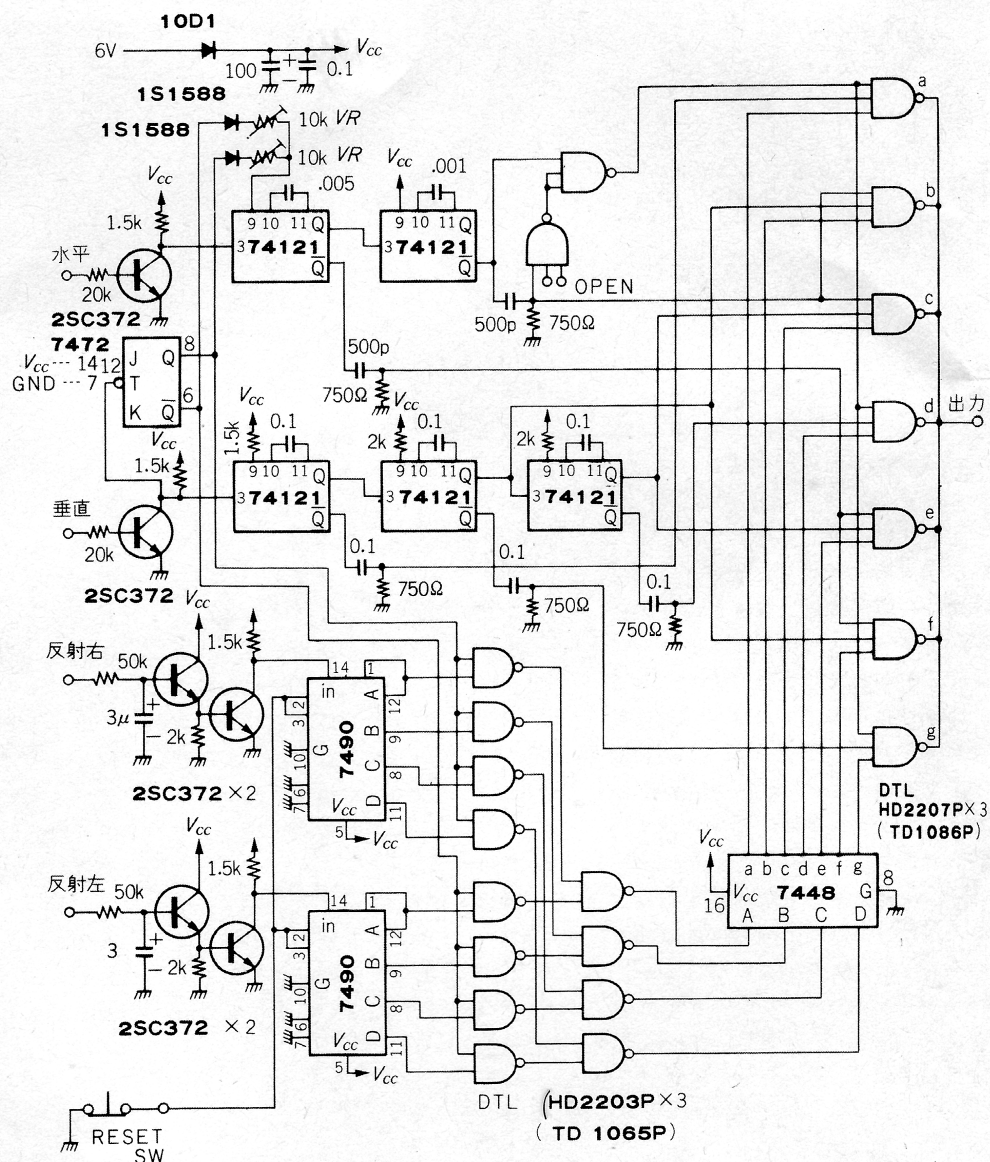 10D1
6V
Vcc
100
+
−
0.1
1S1588
1S1588
10k VR
10k VR
Vcc
1.5k
水平
20k
2SC372
.005
9 10 11 Q
3 74121
Q
Vcc
.001
9 10 11 Q
3 74121
Q
OPEN
500p
750Ω
a
b
c
d
e
f
g
出力
7472
Vcc --- 14
GND --- 7
12
J Q
8
T
K Q
6
500p
750Ω
Vcc
1.5k
垂直
20k
2SC372
Vcc
1.5k
0.1
9 10 11 Q
3 74121
Q
Vcc
2k
0.1
9 10 11 Q
3 74121
Q
2k
0.1
9 10 11 Q
3 74121
Q
0.1
750Ω
0.1
750Ω
0.1
750Ω
反射右
50k
Vcc
1.5k
3μ
+
−
2k
2SC372 ×2
14
1
in
2
3
A
12
B
9
G
10
7490
C
8
6
7
D
11
Vcc
5
Vcc
反射左
50k
Vcc
1.5k
3
+
−
2k
2SC372 ×2
14
1
in
2
3
A
12
B
9
G
10
7490
C
8
6
7
D
11
Vcc
5
Vcc
DTL
HD2207P×3
(TD1086P)
Vcc
16
a b c d e f g
Vcc 7448 G
8
A B C D
DTL (HD2203P×3
(TD 1065P)
RESET
SW